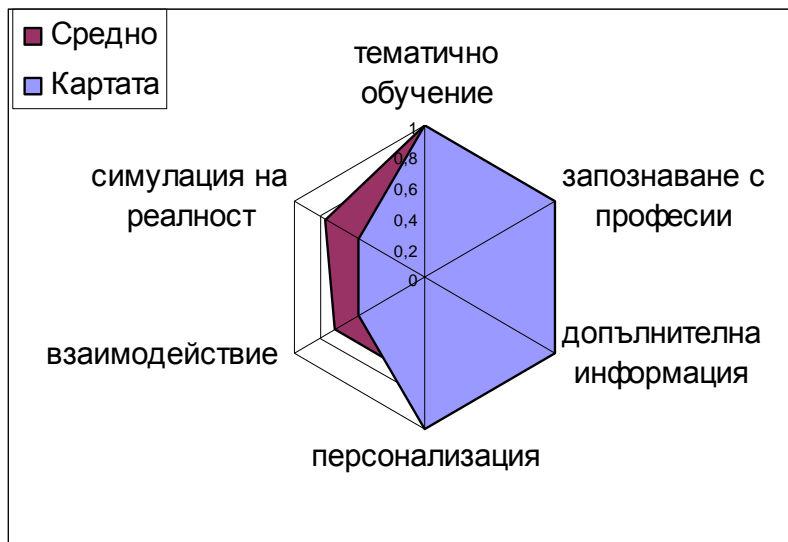 Средно
Картата
тематично
обучение
запознаване с
професии
допълнителна
информация
персонализация
взаимодействие
симулация на
реалност
1
0,8
0,6
0,4
0,2
0